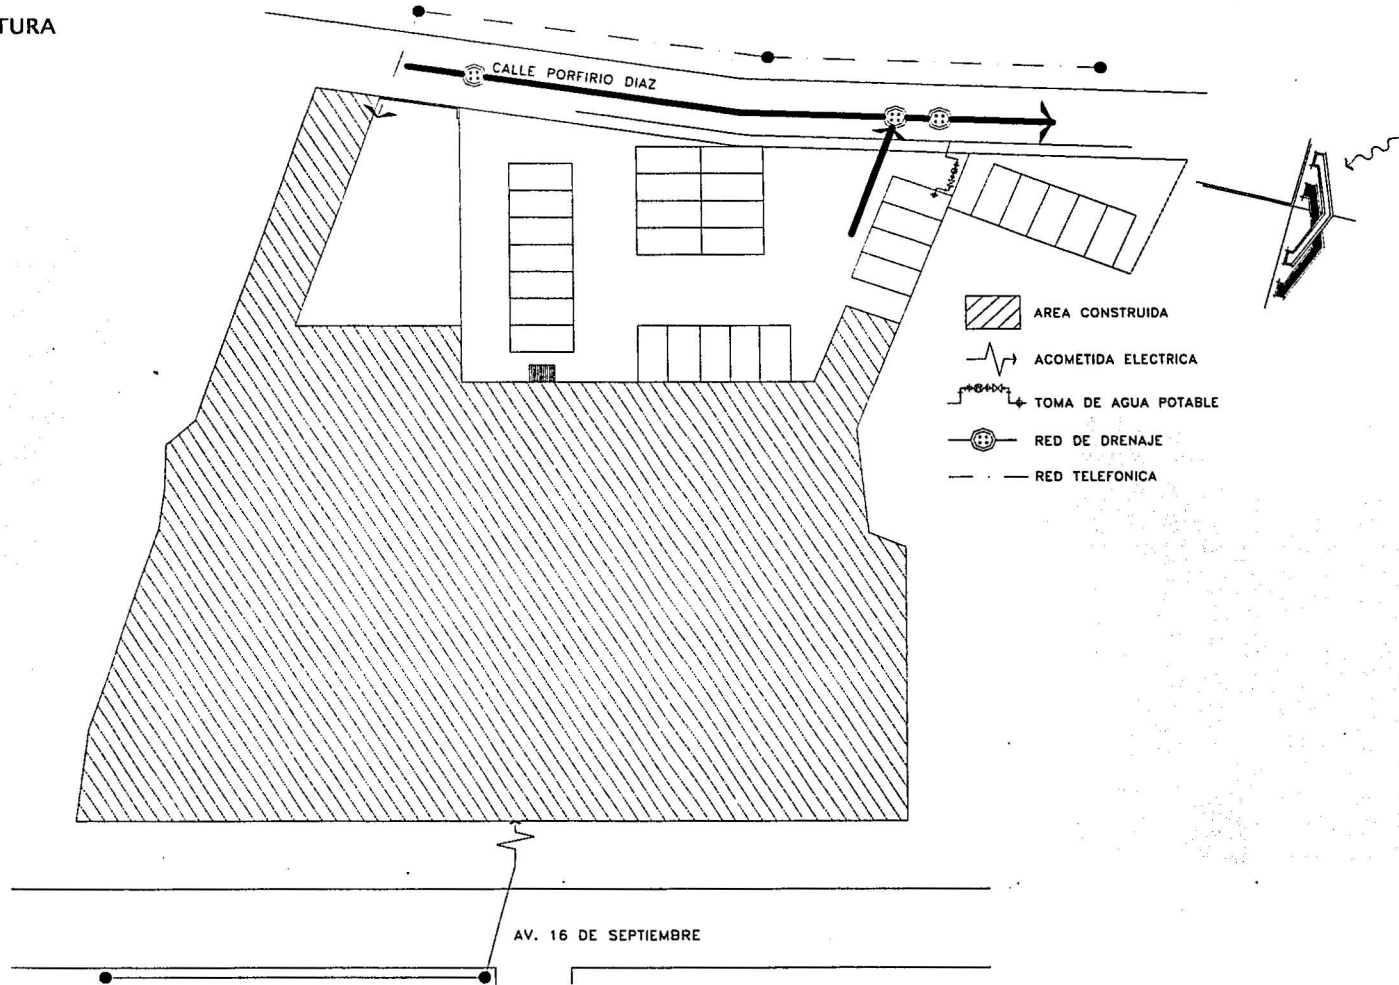 TURA
CALLE PORFIRIO DIAZ
AREA CONSTRUIDA
ACOMETIDA ELECTRICA
TOMA DE AGUA POTABLE
RED DE DRENAJE
RED TELEFONICA
AV. 16 DE SEPTIEMBRE